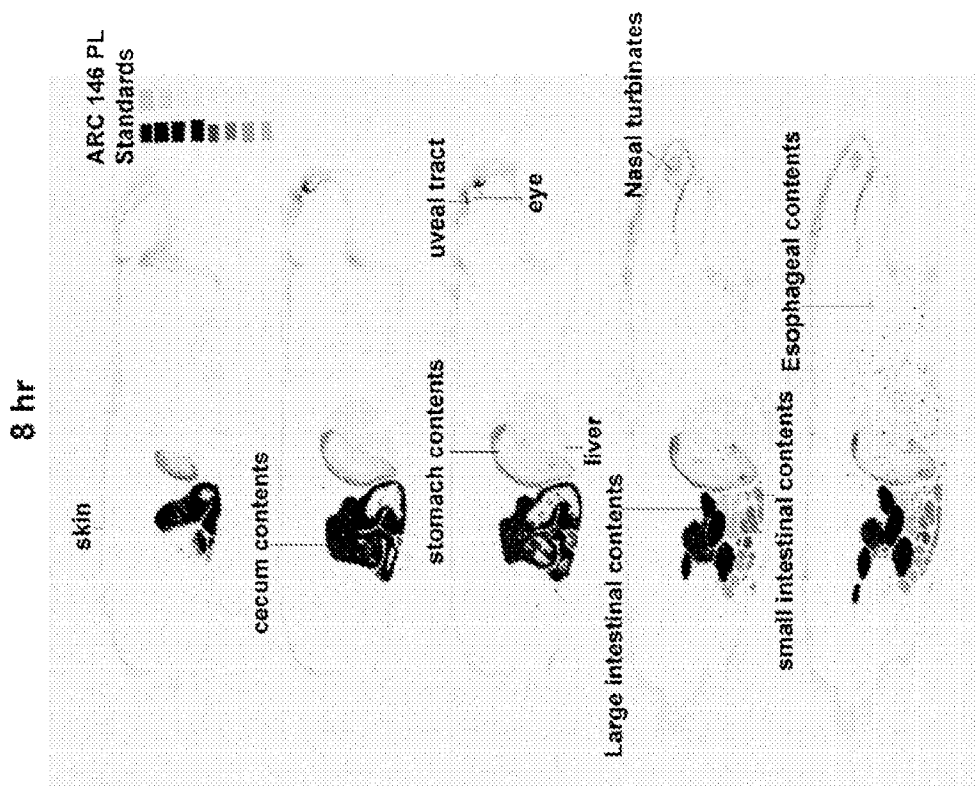 8 hr
ARC 146 PL
Standards
skin
cecum contents
uveal tract
eye
stomach contents
liver
Nasal turbinates
Large intestinal contents
Esophageal contents
small intestinal contents